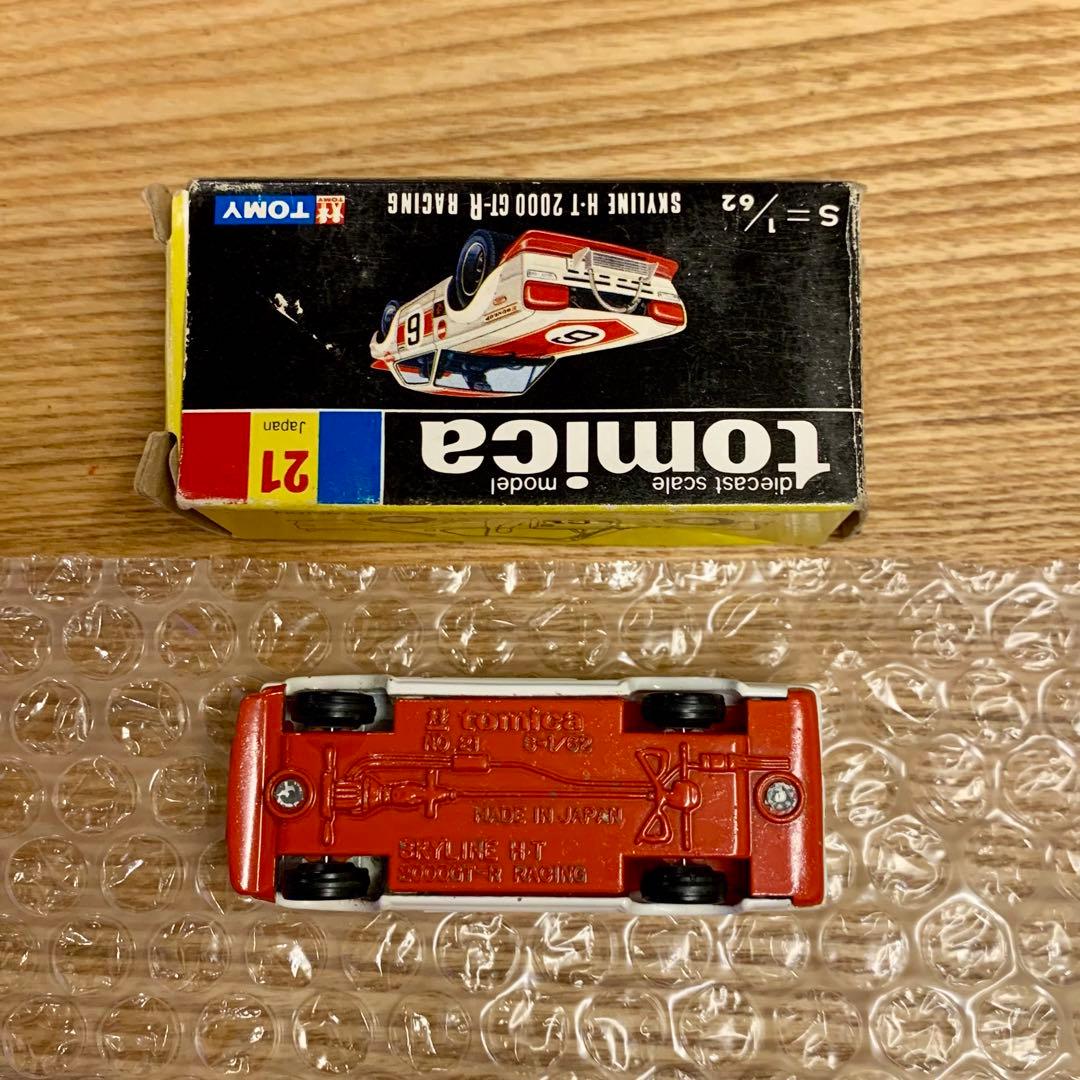 diecast scale model
tomica
21
Japan
S=1/62
SKYLINE H·T 2000 GT-R RACING
TOMY
TOMY
6
6
tomica
NO.21 S-1/62
MADE IN JAPAN
SKYLINE H·T
2000GT-R RACING